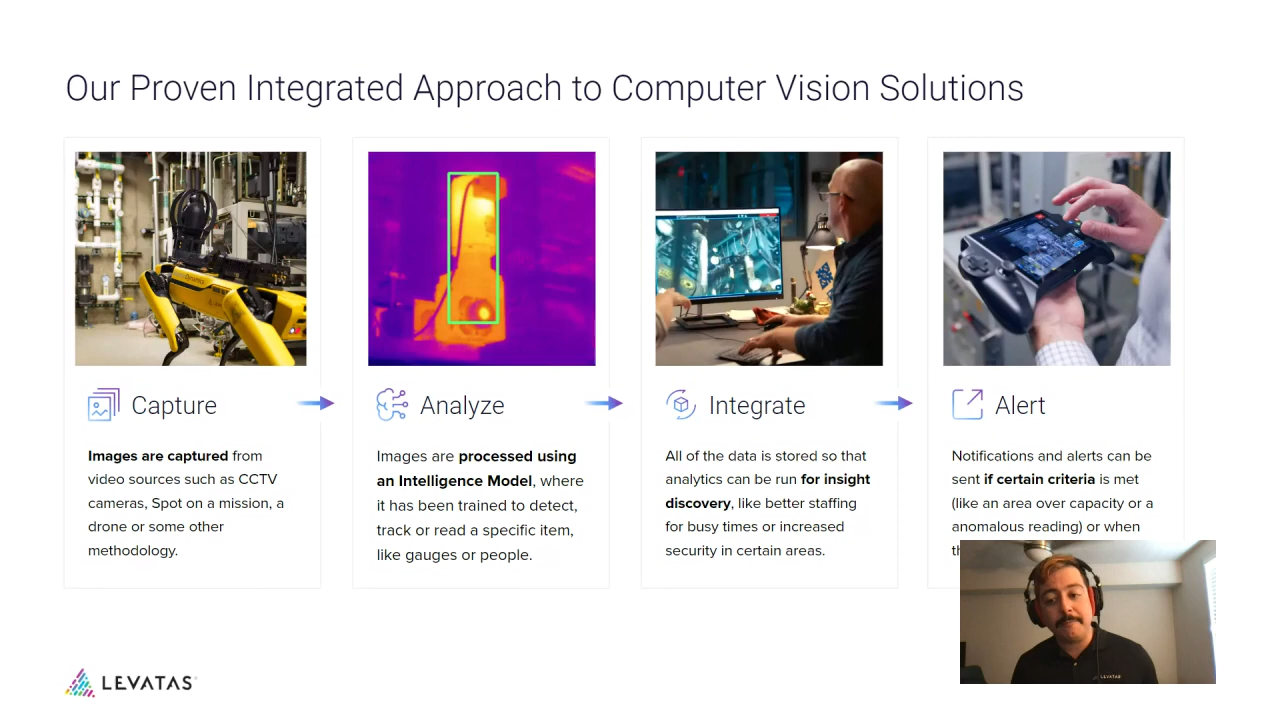 Our Proven Integrated Approach to Computer Vision Solutions
Capture
Images are captured from
video sources such as CCTV
cameras, Spot on a mission, a
drone or some other
methodology.
Analyze
Images are processed using
an Intelligence Model, where
it has been trained to detect,
track or read a specific item,
like gauges or people.
Integrate
All of the data is stored so that
analytics can be run for insight
discovery, like better staffing
for busy times or increased
security in certain areas.
Alert
Notifications and alerts can be
sent if certain criteria is met
(like an area over capacity or a
anomalous reading) or when
LEVATAS
LEVATAS